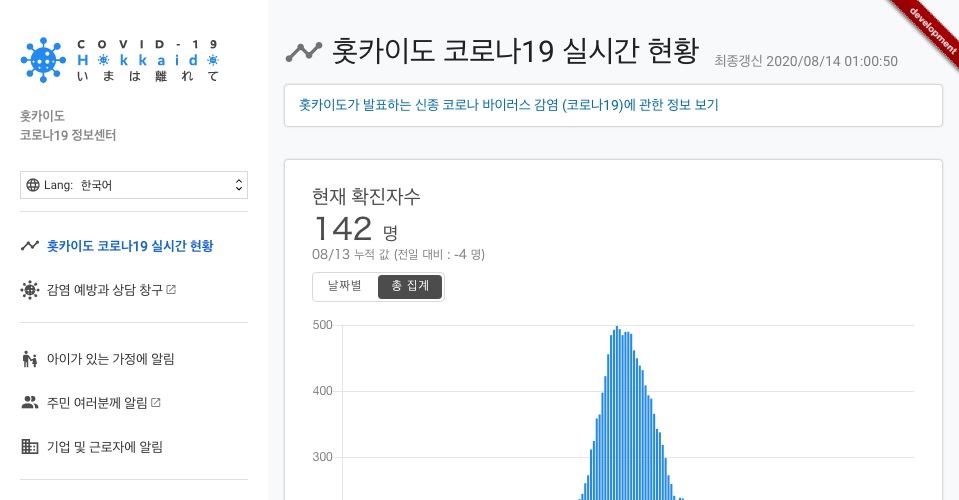 COVID-19
Hokkaido
いまは離れて
홋카이도
코로나19 정보센터
Lang: 한국어
홋카이도 코로나19 실시간 현황
감염 예방과 상담 창구
아이가 있는 가정에 알림
주민 여러분께 알림
기업 및 근로자에 알림
홋카이도 코로나19 실시간 현황
최종갱신 2020/08/14 01:00:50
development
홋카이도가 발표하는 신종 코로나 바이러스 감염 (코로나19)에 관한 정보 보기
현재 확진자수
142 명
08/13 누적 값 (전일 대비 : -4 명)
날짜별 총 집계
500
400
300